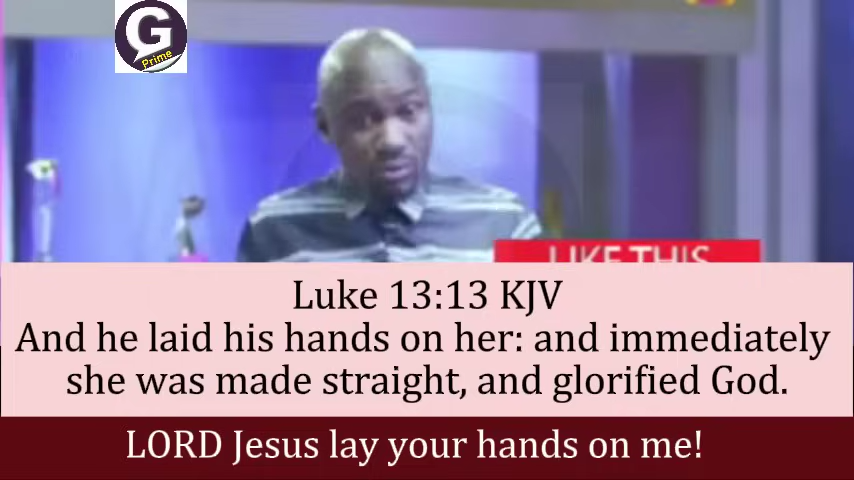 G
Prime
LIKE THIS
Luke 13:13 KJV
And he laid his hands on her: and immediately
she was made straight, and glorified God.
LORD Jesus lay your hands on me!